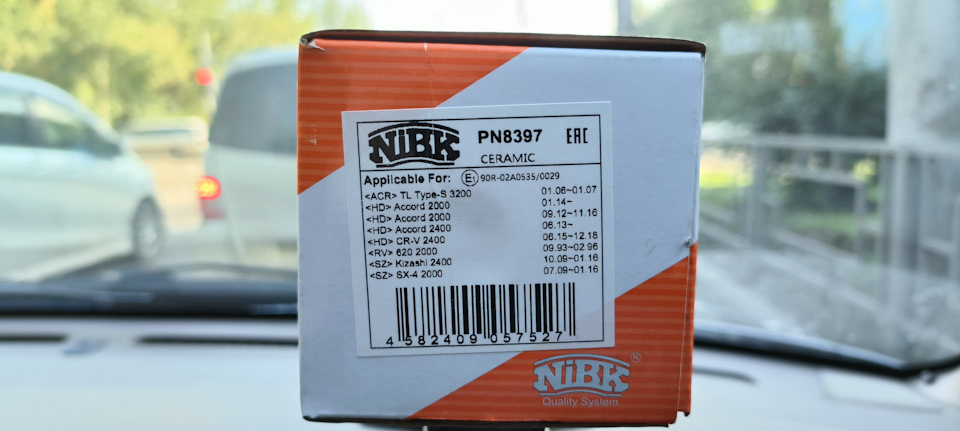 NiBK PN8397 EAC
CERAMIC
Applicable For: E1 90R-02A0535/0029
<ACR> TL Type-S 3200 01.06~01.07
<HD> Accord 2000 01.14~
<HD> Accord 2000 09.12~11.16
<HD> Accord 2400 06.13~
<HD> CR-V 2400 06.15~12.18
<RV> 620 2000 09.93~02.96
<SZ> Kizashi 2400 10.09~01.16
<SZ> SX-4 2000 07.09~01.16
4 582409 057527
NiBK ®
Quality System